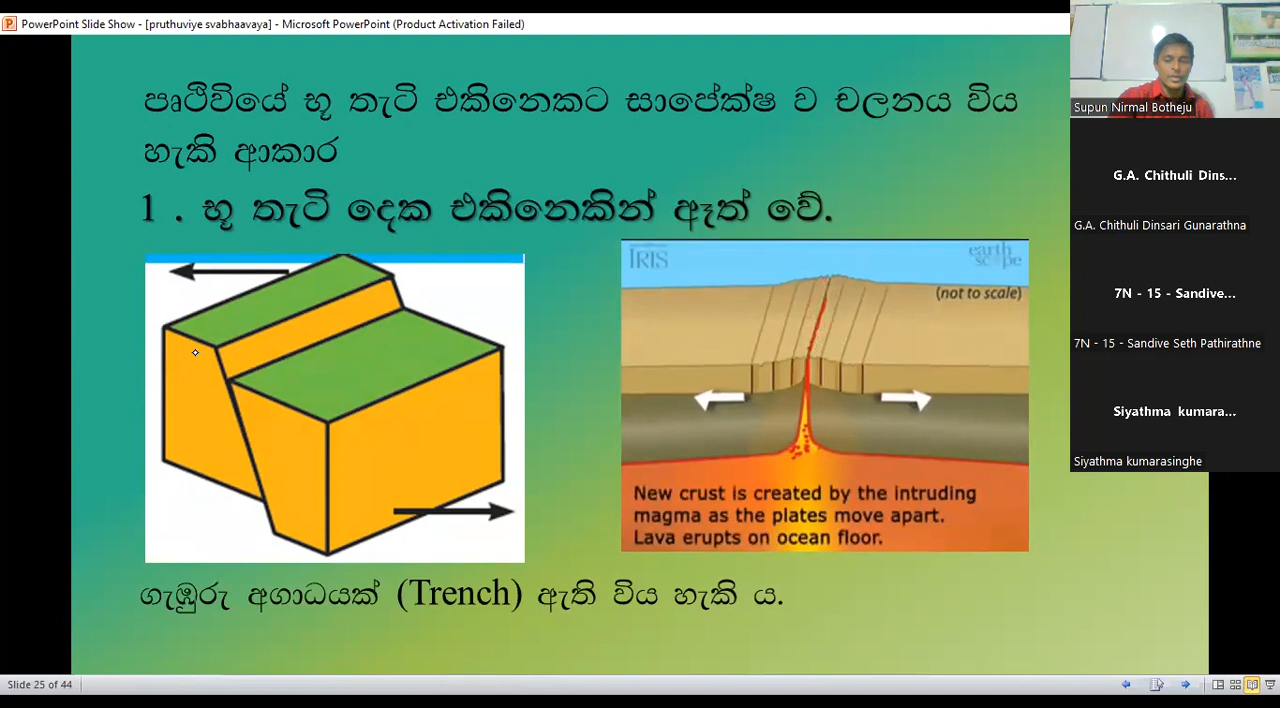 PowerPoint Slide Show - [pruthuviye svabhaavaya] - Microsoft PowerPoint (Product Activation Failed)
පෘථිවියේ භූ තැටි එකිනෙකට සාපේක්ෂ ව චලනය විය
හැකි ආකාර
1 . භූ තැටි දෙක එකිනෙකින් ඈත් වේ.
IRIS
earth
scope
(not to scale)
New crust is created by the intruding
magma as the plates move apart.
Lava erupts on ocean floor.
ගැඹුරු අගාධයක් (Trench) ඇති විය හැකි ය.
Supun Nirmal Botheju
G.A. Chithuli Dins...
G.A. Chithuli Dinsari Gunarathna
7N - 15 - Sandive...
7N - 15 - Sandive Seth Pathirathne
Siyathma kumara...
Siyathma kumarasinghe
Slide 25 of 44